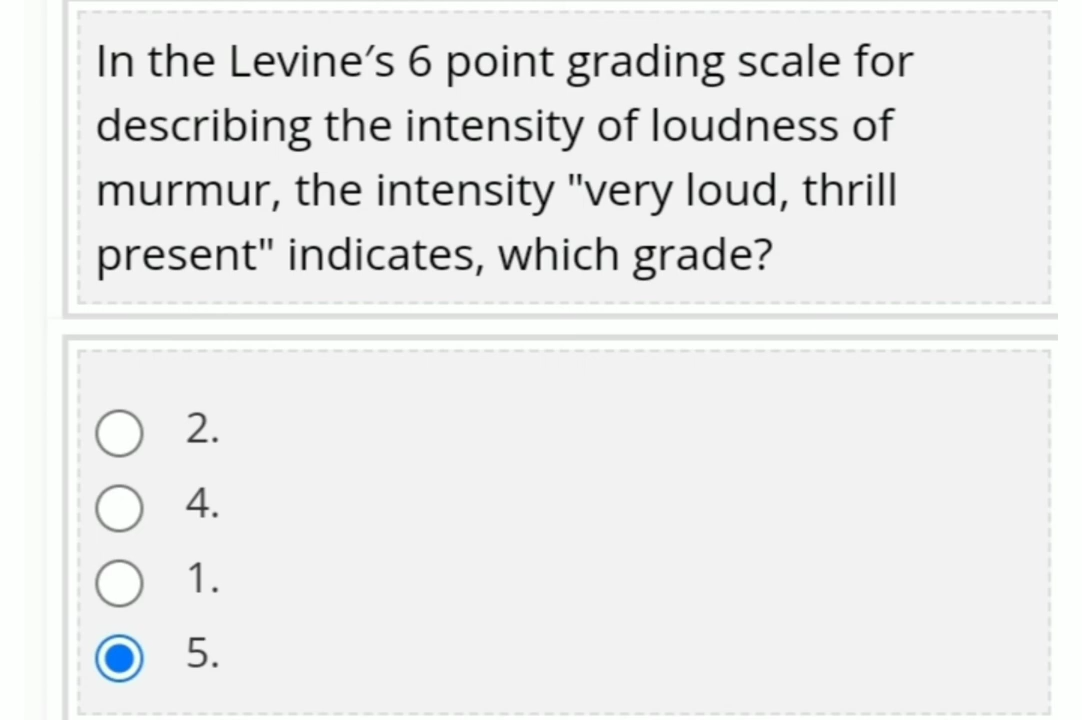 In the Levine′s 6 point grading scale for
describing the intensity of loudness of
murmur, the intensity "very loud, thrill
present" indicates, which grade?
2.
4.
1.
5.